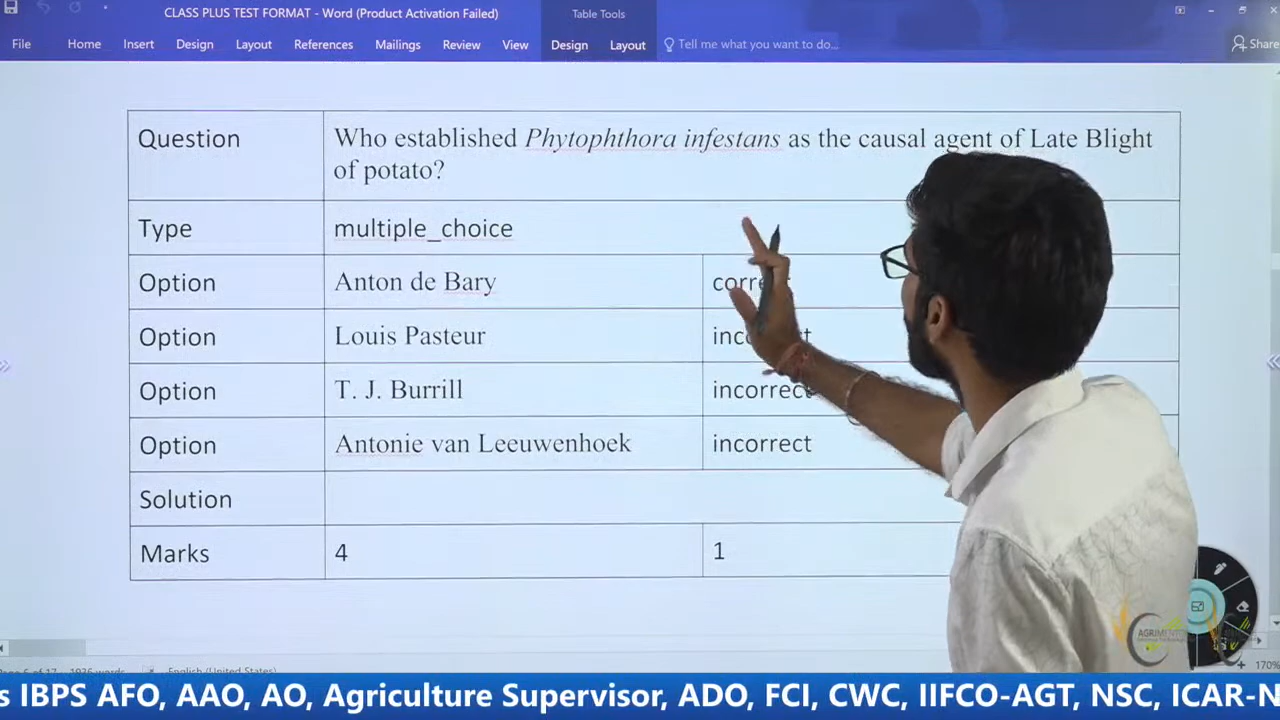 CLASS PLUS TEST FORMAT - Word (Product Activation Failed)
Table Tools
File Home Insert Design Layout References Mailings Review View Design Layout Tell me what you want to do... Share
Question Who established Phytophthora infestans as the causal agent of Late Blight
of potato?
Type multiple_choice
Option Anton de Bary
Option Louis Pasteur
Option T. J. Burrill incorrect
Option Antonie van Leeuwenhoek incorrect
Solution
Marks 4 1
English (United States)
170%
s IBPS AFO, AAO, AO, Agriculture Supervisor, ADO, FCI, CWC, IIFCO-AGT, NSC, ICAR-N